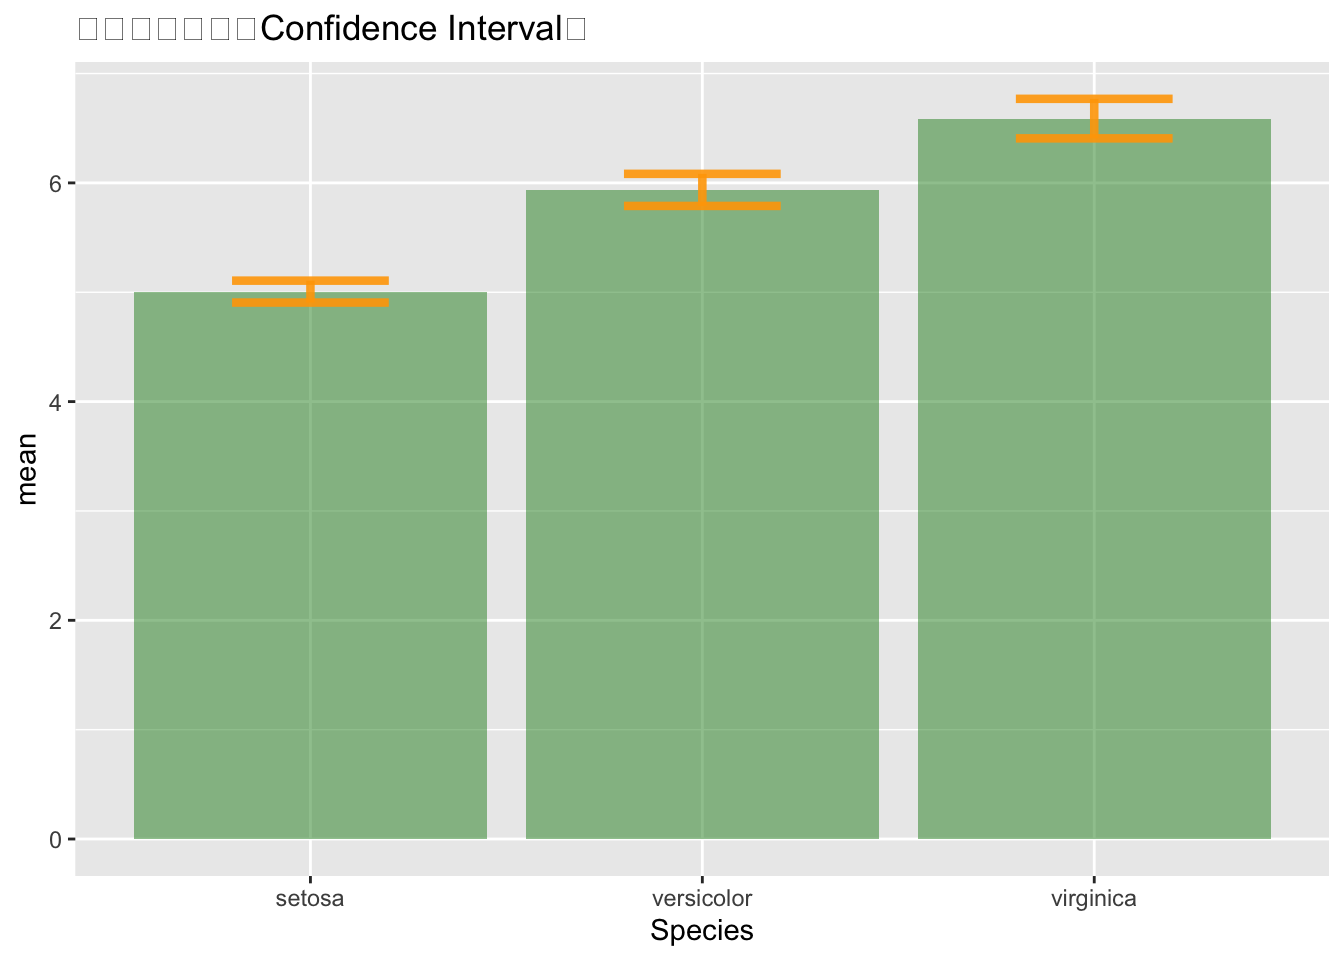 Confidence Interval
6
4
2
0
mean
setosa
versicolor
virginica
Species